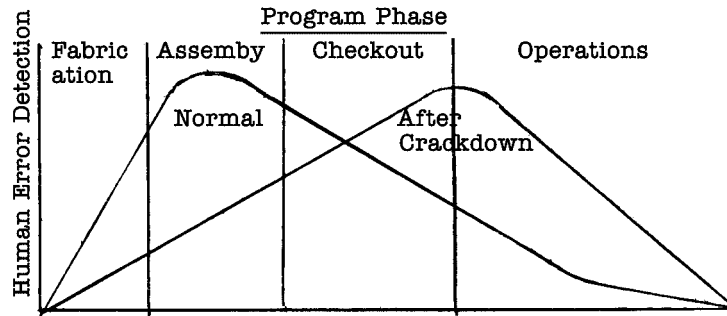 Program Phase
Fabric
ation
Assemby
Checkout
Operations
Normal
After
Crackdown
Human Error Detection